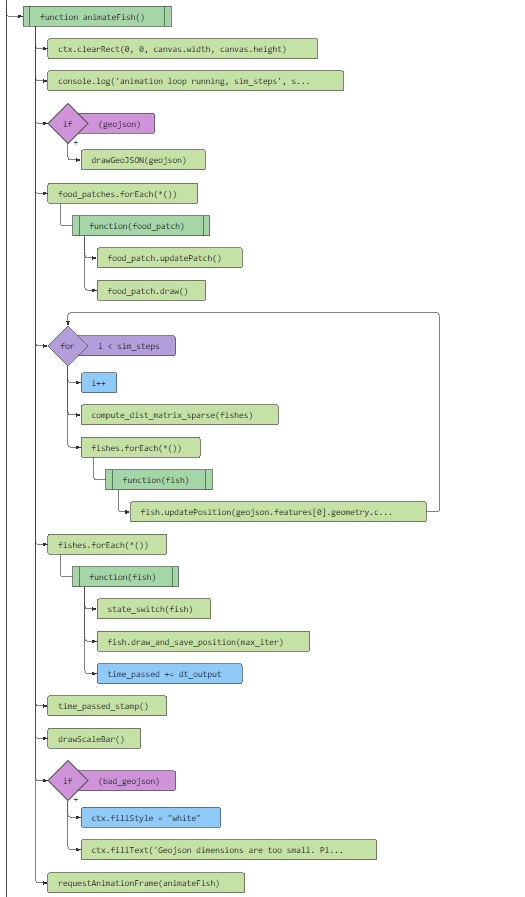 function animateFish()
ctx.clearRect(0, 0, canvas.width, canvas.height)
console.log('animation loop running, sim_steps', s...
if (geojson)
+
drawGeoJSON(geojson)
food_patches.forEach(*())
function(food_patch)
food_patch.updatePatch()
food_patch.draw()
for i < sim_steps
i++
compute_dist_matrix_sparse(fishes)
fishes.forEach(*())
function(fish)
fish.updatePosition(geojson.features[0].geometry.c...
fishes.forEach(*())
function(fish)
state_switch(fish)
fish.draw_and_save_position(max_iter)
time_passed += dt_output
time_passed_stamp()
drawScaleBar()
if (bad_geojson)
+
ctx.fillStyle = "white"
ctx.fillText('Geojson dimensions are too small. Pl...
requestAnimationFrame(animateFish)